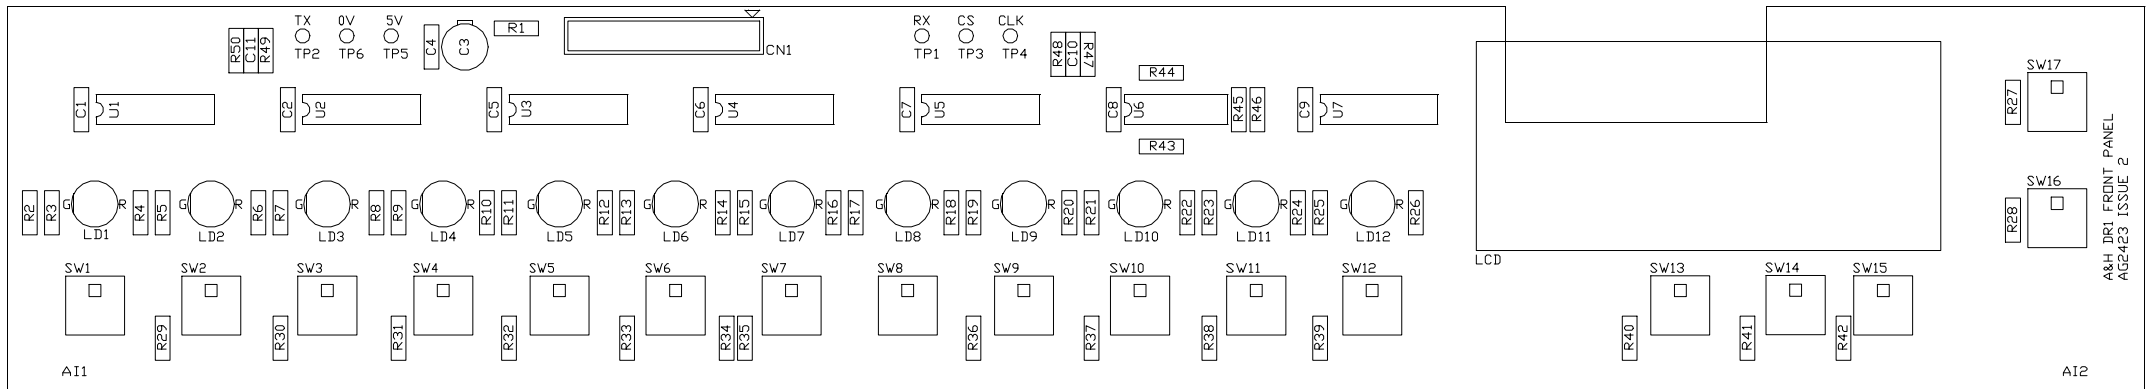 TX 0V 5V
RX CS CLK
R50 C11 R49
TP2 TP6 TP5
C4 C3 R1
CN1
TP1 TP3 TP4
R48 C10 R47
R44
SW17
C1 U1 C2 U2 C5 U3 C6 U4 C7 U5 C8 U6 R45 R46 C9 U7
R27
R43
SW16
R2 R3 G R R4 R5 G R R6 R7 G R R8 R9 G R R10 R11 G R R12 R13 G R R14 R15 G R R16 R17 G R R18 R19 G R R20 R21 G R R22 R23 G R R24 R25 G R R26
R28
LD1 LD2 LD3 LD4 LD5 LD6 LD7 LD8 LD9 LD10 LD11 LD12
A&H DR1 FRONT PANEL
AG2423 ISSUE 2
LCD
SW1 SW2 SW3 SW4 SW5 SW6 SW7 SW8 SW9 SW10 SW11 SW12 SW13 SW14 SW15
R29 R30 R31 R32 R33 R34 R35 R36 R37 R38 R39 R40 R41 R42
AI1 AI2